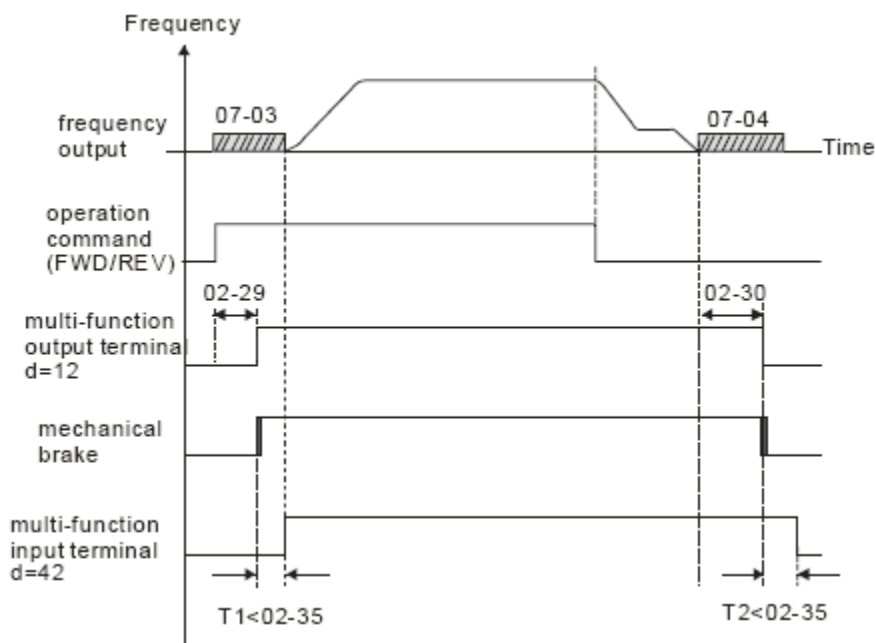 Frequency
07-03
07-04
frequency
output
Time
operation
command
(FWD/REV)
02-29
02-30
multi-function
output terminal
d=12
mechanical
brake
multi-function
input terminal
d=42
T1<02-35
T2<02-35